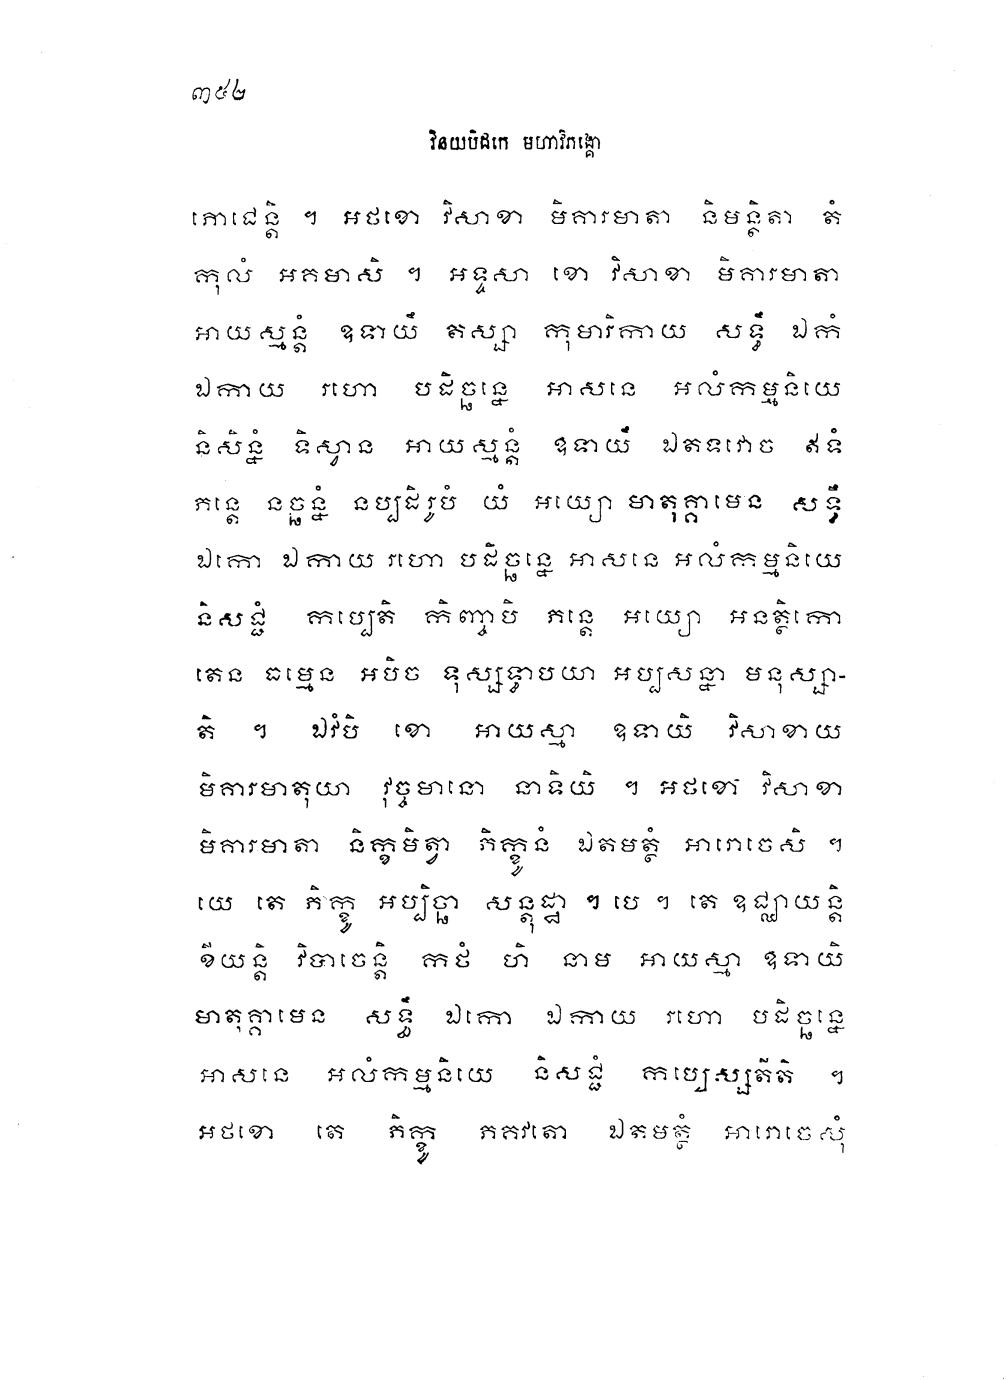 ៣៥២
វិនយបិដកេ មហាវិភង្គោ
ភោជេន្តិ ។ អថខោ វិសាខា មិគារមាតា និមន្តិតា តំ
កុលំ អគមាសិ ។ អទ្ទសា ខោ វិសាខា មិគារមាតា
អាយស្មន្តំ ឧទាយឹ តស្សា កុមារិកាយ សទ្ធឹ ឯកំ
ឯកាយ រហោ បដិច្ឆន្នេ អាសនេ អលំកម្មនិយេ
និសិន្នំ ទិស្វាន អាយស្មន្តំ ឧទាយឹ ឯតទវោច ឥទំ
ភន្តេ នច្ឆន្នំ នប្បដិរូបំ យំ អយ្យោ មាតុគ្គាមេន សទ្ធឹ
ឯកោ ឯកាយ រហោ បដិច្ឆន្នេ អាសនេ អលំកម្មនិយេ
និសជ្ជំ កប្បេតិ កិញ្ចាបិ ភន្តេ អយ្យោ អនត្ថិកោ
តេន ធម្មេន អបិច ទុស្សទ្ធាបយា អប្បសន្នា មនុស្សា-
តិ ។ ឯវំបិ ខោ អាយស្មា ឧទាយិ វិសាខាយ
មិគារមាតុយា វុច្ចមានោ នាទិយិ ។ អថខោ វិសាខា
មិគារមាតា និក្ខមិត្វា ភិក្ខូនំ ឯតមត្ថំ អារោចេសិ ។
យេ តេ ភិក្ខូ អប្បិច្ឆា សន្តុដ្ឋា ។ បេ ។ តេ ឧជ្ឈាយន្តិ
ខីយន្តិ វិបាចេន្តិ កថំ ហិ នាម អាយស្មា ឧទាយិ
មាតុគ្គាមេន សទ្ធឹ ឯកោ ឯកាយ រហោ បដិច្ឆន្នេ
អាសនេ អលំកម្មនិយេ និសជ្ជំ កប្បេស្សតីតិ ។
អថខោ តេ ភិក្ខូ ភគវតោ ឯតមត្ថំ អារោចេសុំ